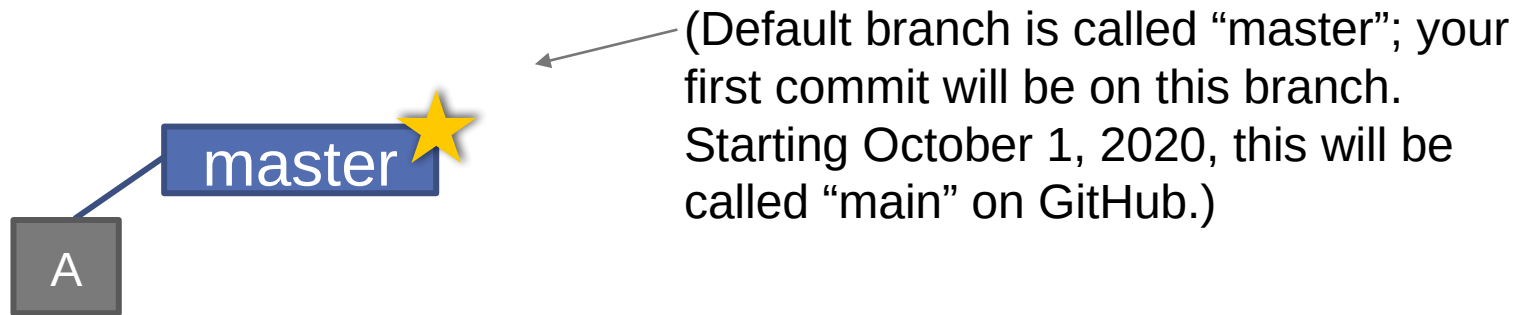 (Default branch is called “master”; your
first commit will be on this branch.
Starting October 1, 2020, this will be
called “main” on GitHub.)
master
A